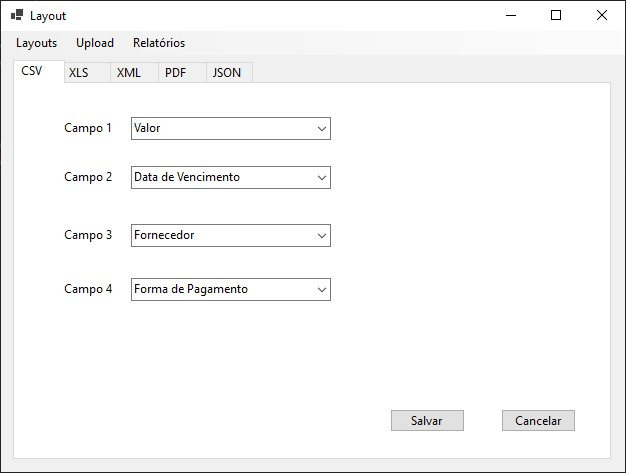 Layout
Layouts Upload Relatórios
CSV XLS XML PDF JSON
Campo 1 Valor
Campo 2 Data de Vencimento
Campo 3 Fornecedor
Campo 4 Forma de Pagamento
Salvar Cancelar